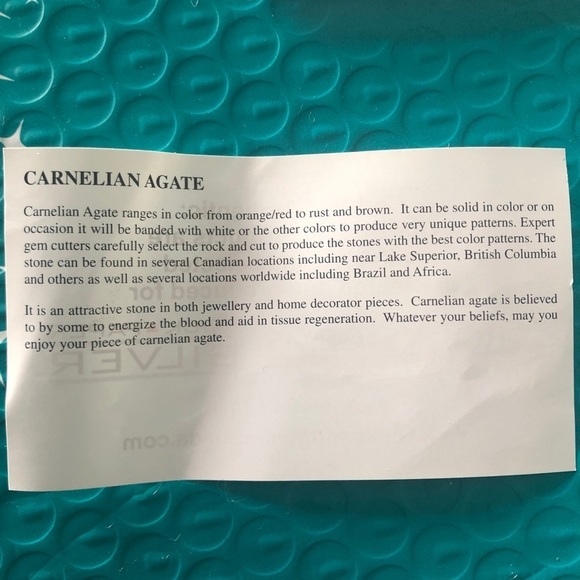 CARNELIAN AGATE
Carnelian Agate ranges in color from orange/red to rust and brown. It can be solid in color or on
occasion it will be banded with white or the other colors to produce very unique patterns. Expert
gem cutters carefully select the rock and cut to produce the stones with the best color patterns. The
stone can be found in several Canadian locations including near Lake Superior, British Columbia
and others as well as several locations worldwide including Brazil and Africa.
It is an attractive stone in both jewellery and home decorator pieces. Carnelian agate is believed
to by some to energize the blood and aid in tissue regeneration. Whatever your beliefs, may you
enjoy your piece of carnelian agate.